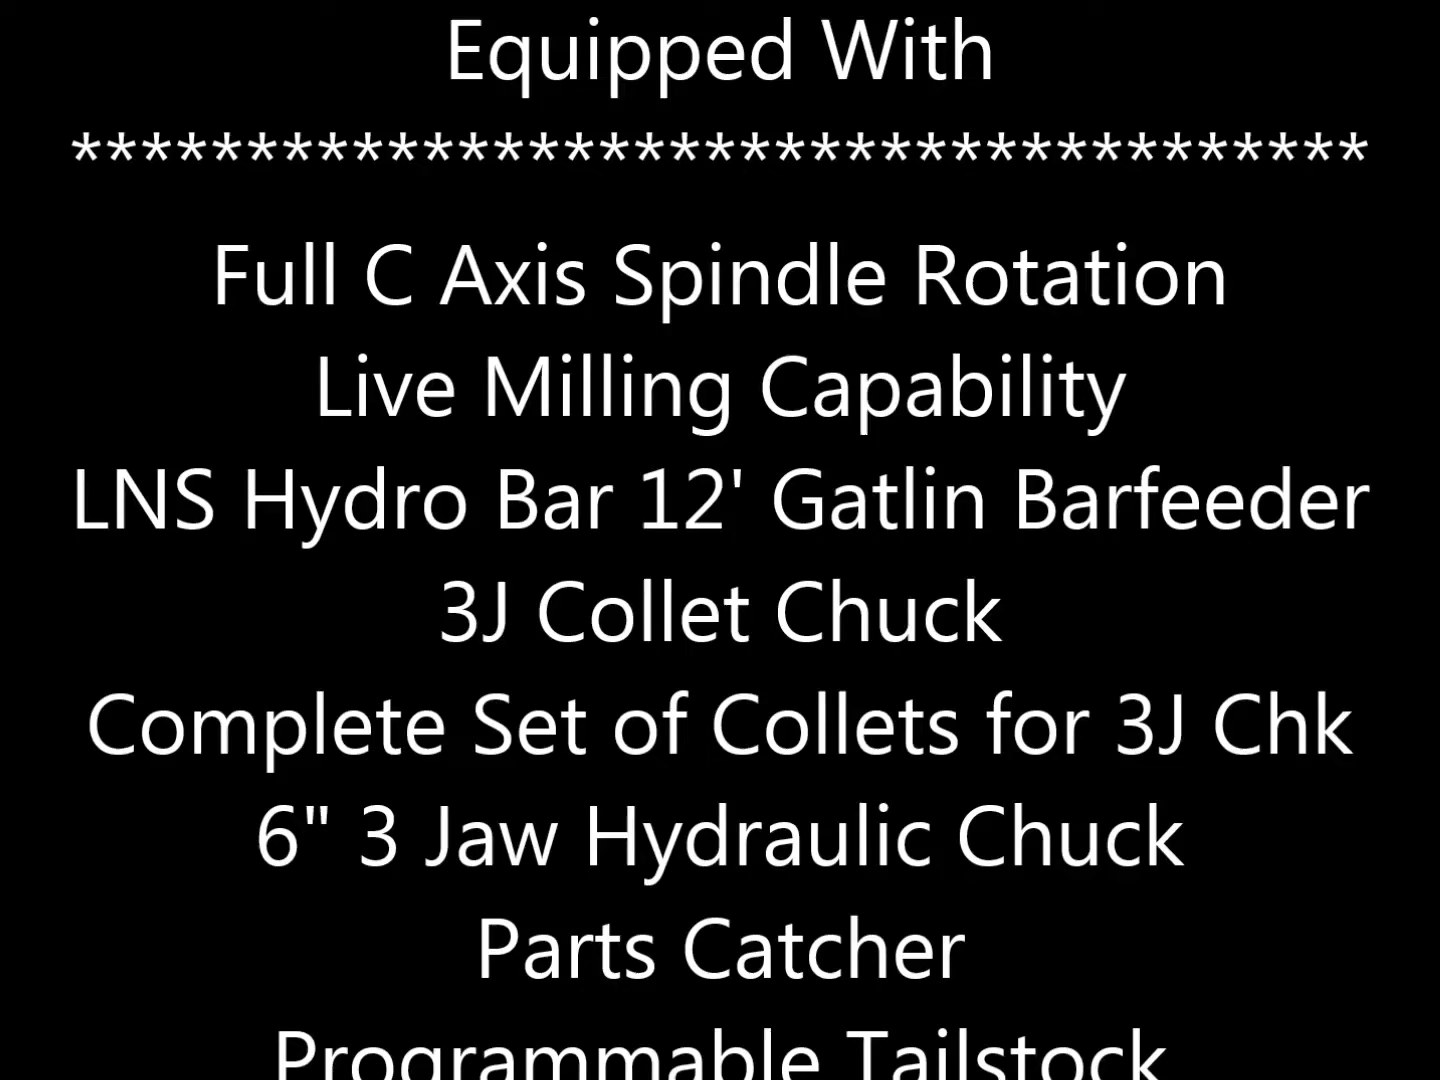 Equipped With
*************************************
Full C Axis Spindle Rotation
Live Milling Capability
LNS Hydro Bar 12' Gatlin Barfeeder
3J Collet Chuck
Complete Set of Collets for 3J Chk
6" 3 Jaw Hydraulic Chuck
Parts Catcher
Programmable Tailstock